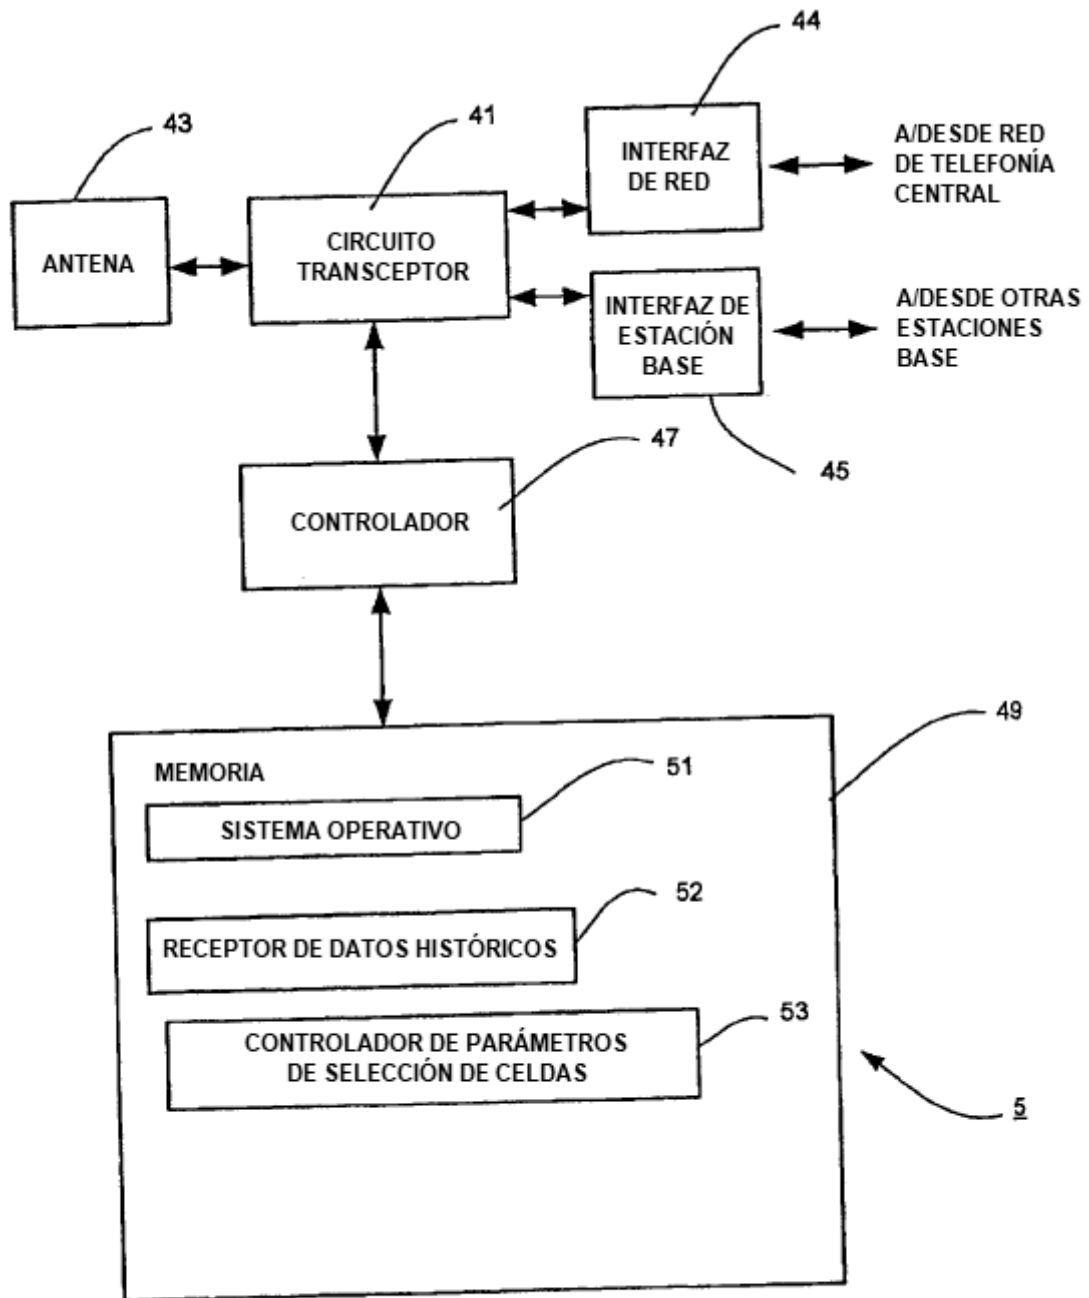 44
43
41
INTERFAZ
DE RED
A/DESDE RED
DE TELEFONÍA
CENTRAL
ANTENA
CIRCUITO
TRANSCEPTOR
INTERFAZ DE
ESTACIÓN
BASE
A/DESDE OTRAS
ESTACIONES
BASE
47
45
CONTROLADOR
49
MEMORIA
51
SISTEMA OPERATIVO
52
RECEPTOR DE DATOS HISTÓRICOS
53
CONTROLADOR DE PARÁMETROS
DE SELECCIÓN DE CELDAS
5